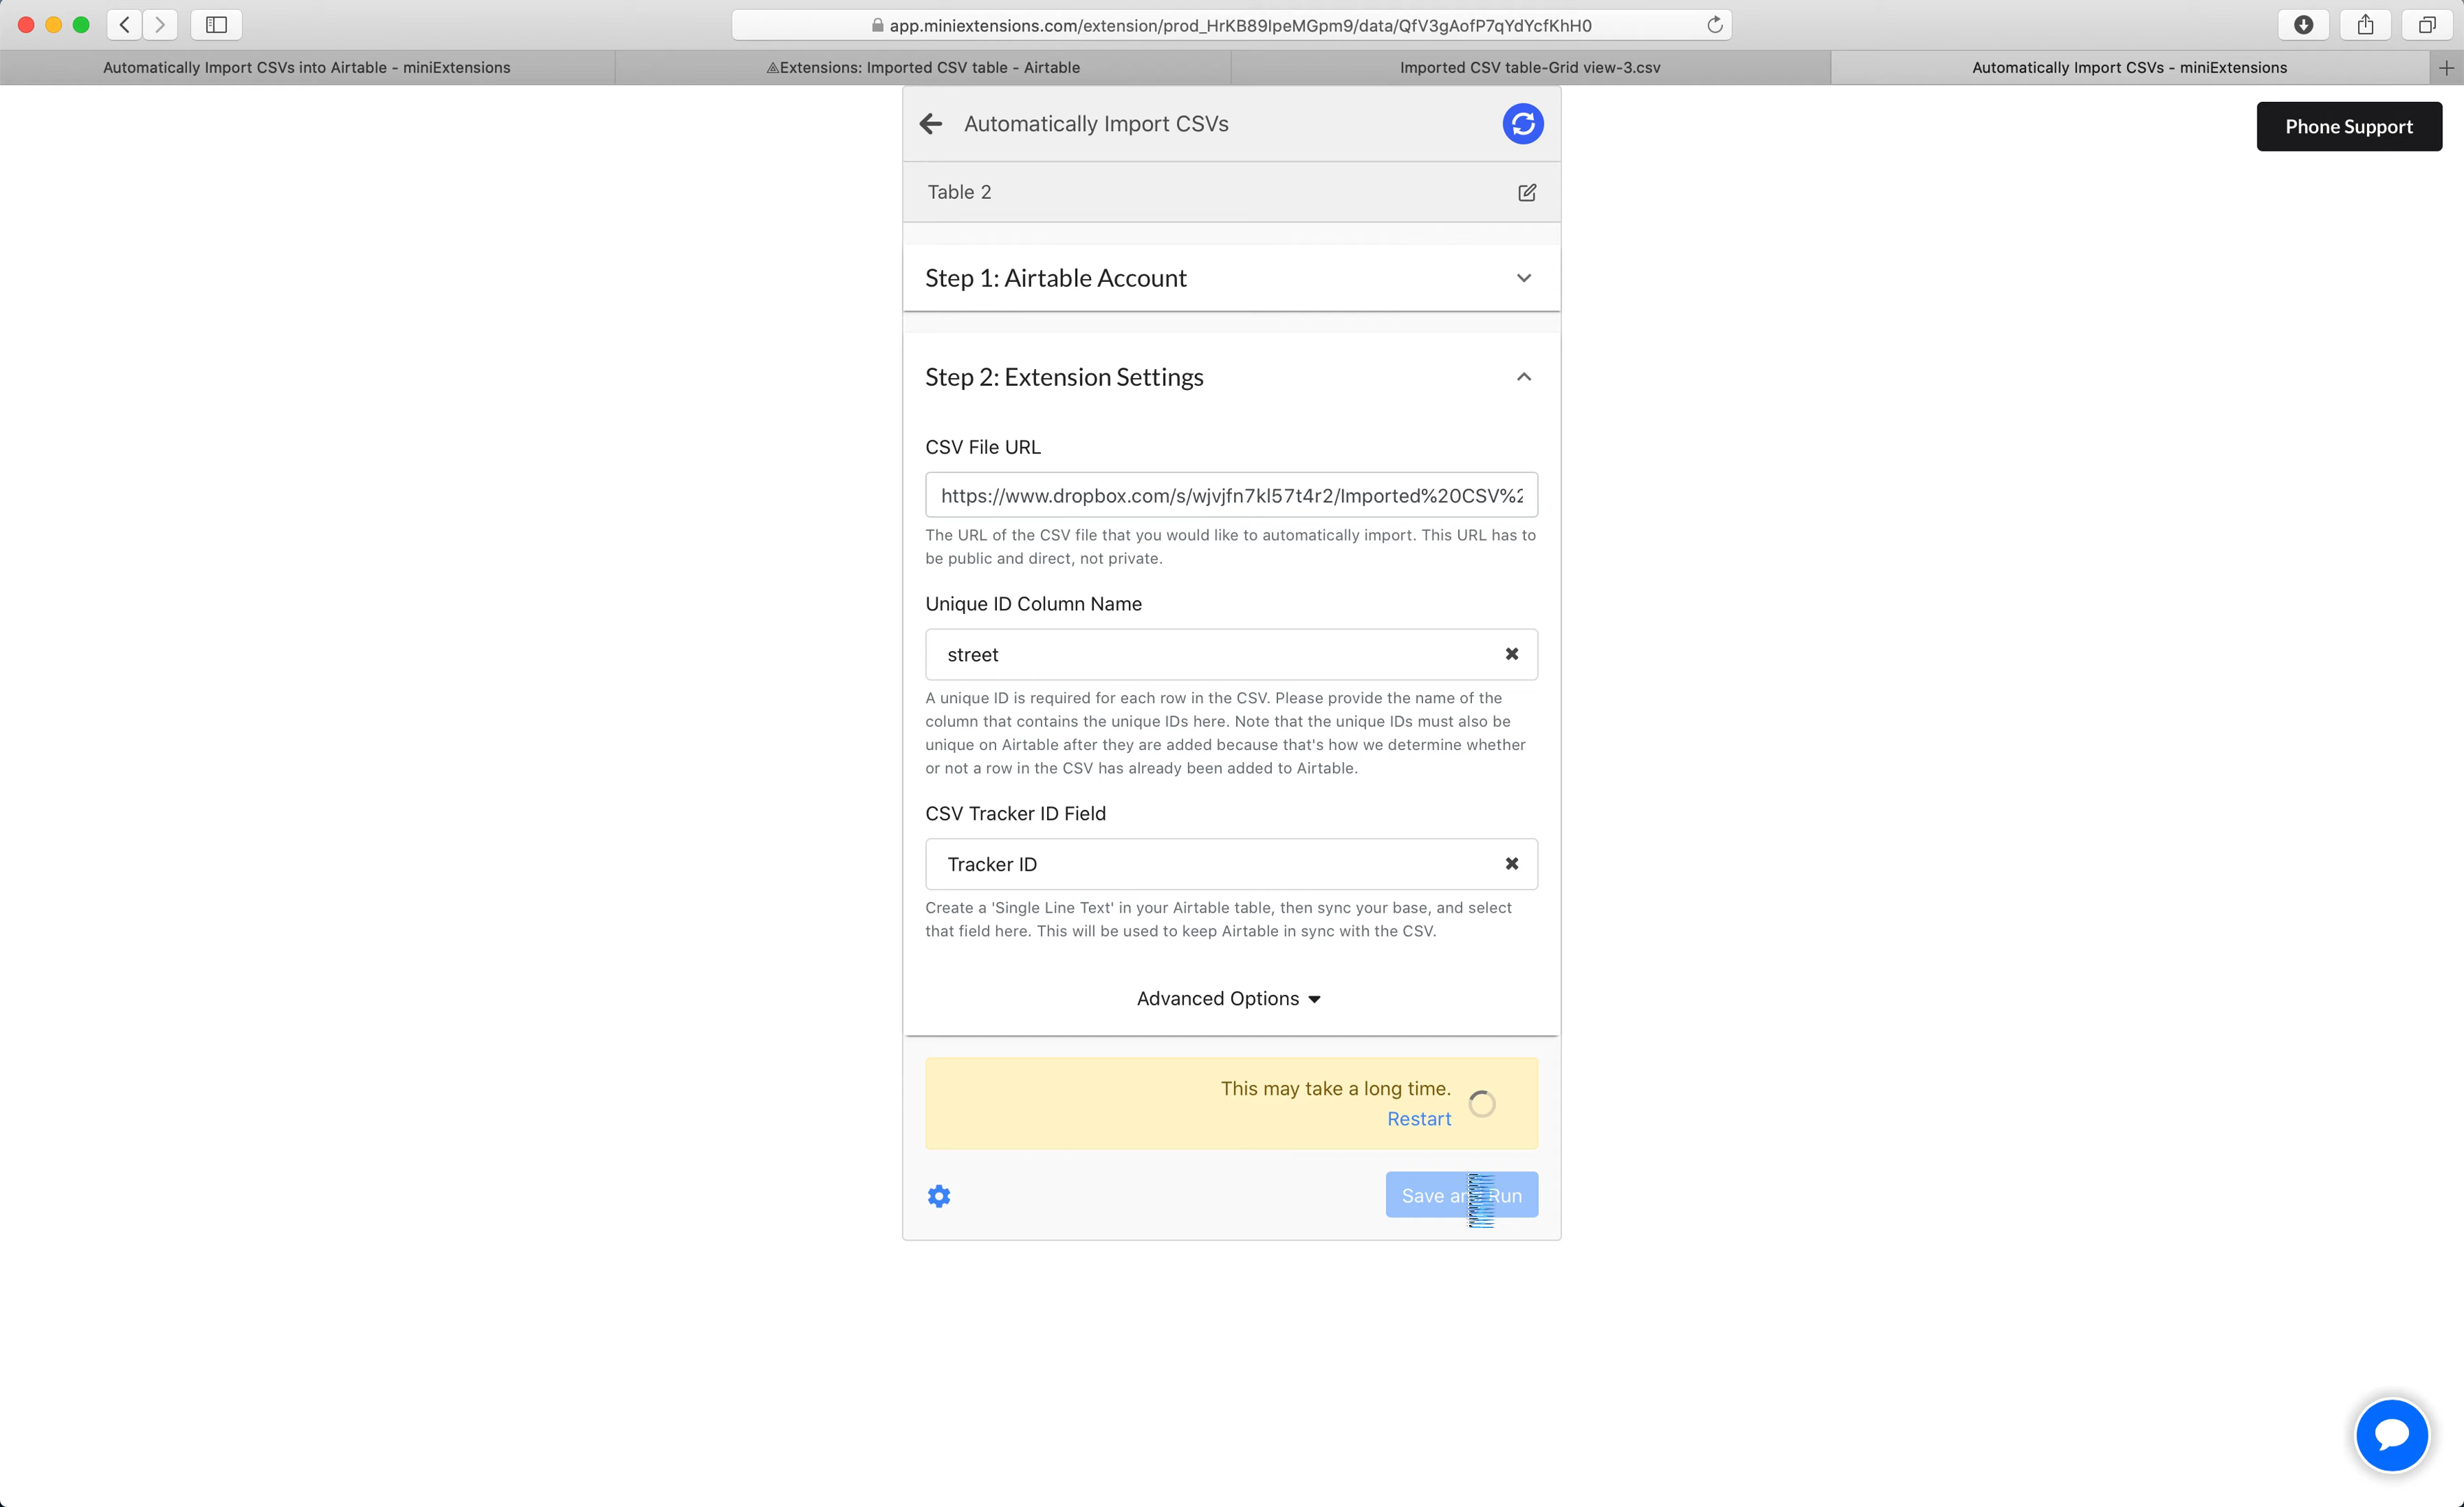 app.miniextensions.com/extension/prod_HrKB89IpeMGpm9/data/QfV3gAofP7qYdYcfKhH0
Automatically Import CSVs into Airtable - miniExtensions
Extensions: Imported CSV table - Airtable
Imported CSV table-Grid view-3.csv
Automatically Import CSVs - miniExtensions
Automatically Import CSVs
Phone Support
Table 2
Step 1: Airtable Account
Step 2: Extension Settings
CSV File URL
https://www.dropbox.com/s/wjvjfn7kl57t4r2/Imported%20CSV%2
The URL of the CSV file that you would like to automatically import. This URL has to
be public and direct, not private.
Unique ID Column Name
street
A unique ID is required for each row in the CSV. Please provide the name of the
column that contains the unique IDs here. Note that the unique IDs must also be
unique on Airtable after they are added because that's how we determine whether
or not a row in the CSV has already been added to Airtable.
CSV Tracker ID Field
Tracker ID
Create a 'Single Line Text' in your Airtable table, then sync your base, and select
that field here. This will be used to keep Airtable in sync with the CSV.
Advanced Options
This may take a long time.
Restart
Save and Run